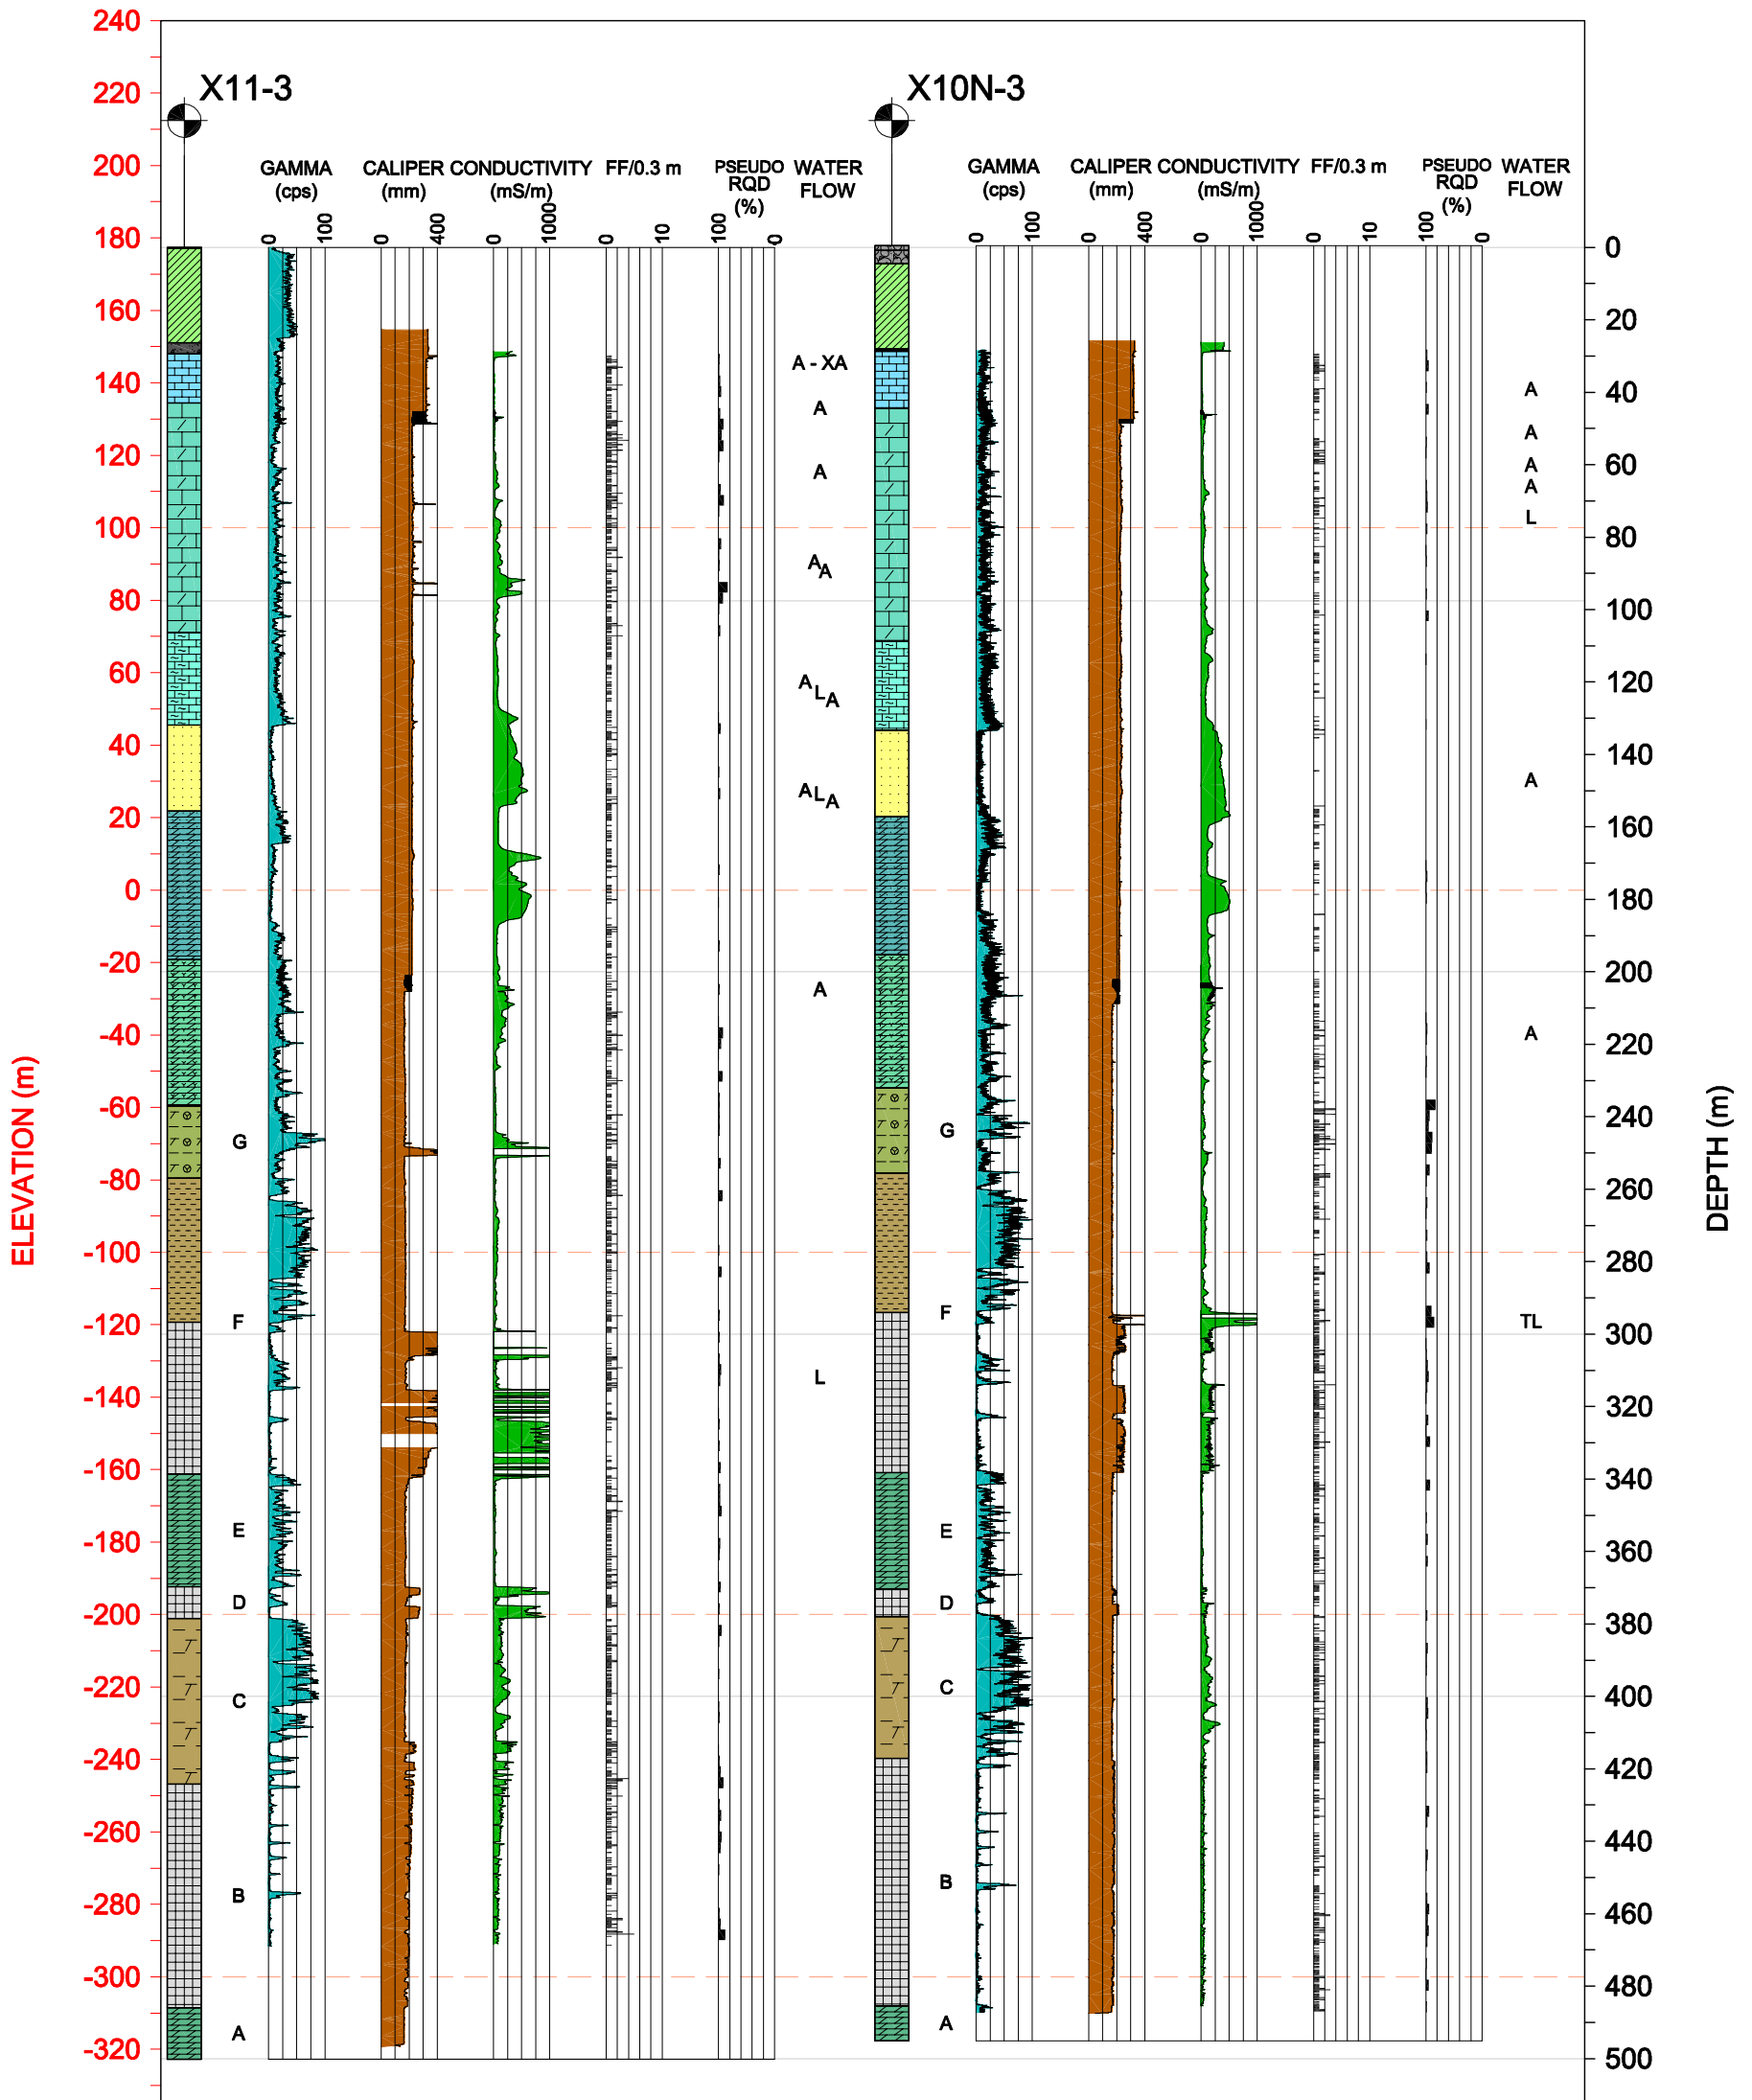 X11-3
X10N-3
GAMMA (cps)
CALIPER (mm)
CONDUCTIVITY (mS/m)
FF/0.3 m
PSEUDO RQD (%)
WATER FLOW
GAMMA (cps)
CALIPER (mm)
CONDUCTIVITY (mS/m)
FF/0.3 m
PSEUDO RQD (%)
WATER FLOW
0 100 0 400 0 1000 0 10 100 0
0 100 0 400 0 1000 0 10 100 0
ELEVATION (m)
240
220
200
180
160
140
120
100
80
60
40
20
0
-20
-40
-60
-80
-100
-120
-140
-160
-180
-200
-220
-240
-260
-280
-300
-320
G
F
E
D
C
B
A
A - XA
A
A
A A
A L A
A L A
A
L
G
F
E
D
C
B
A
A
A
A
A
L
A
A
TL
DEPTH (m)
0
20
40
60
80
100
120
140
160
180
200
220
240
260
280
300
320
340
360
380
400
420
440
460
480
500